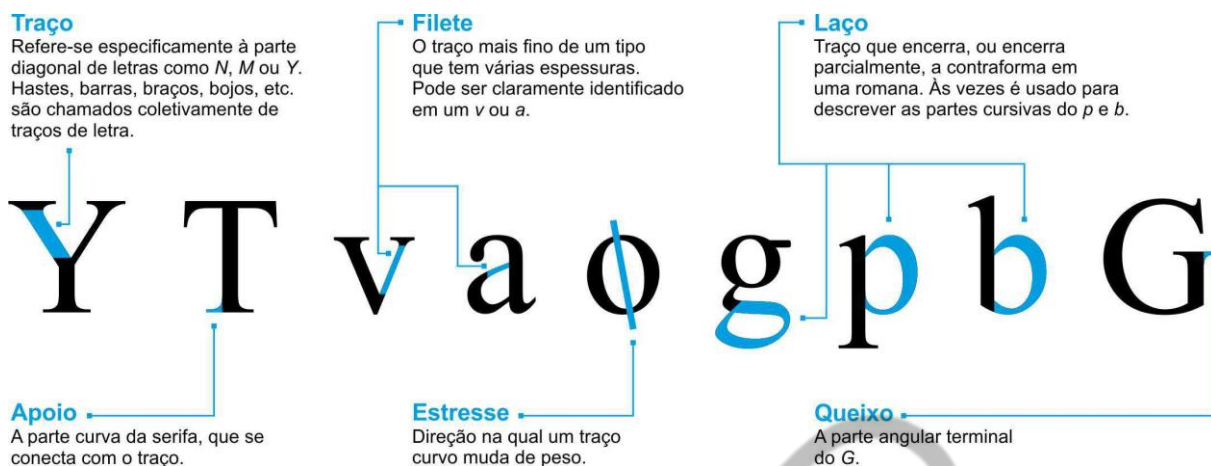 Traço
Refere-se especificamente à parte
diagonal de letras como N, M ou Y.
Hastes, barras, braços, bojos, etc.
são chamados coletivamente de
traços de letra.
Filete
O traço mais fino de um tipo
que tem várias espessuras.
Pode ser claramente identificado
em um v ou a.
Laço
Traço que encerra, ou encerra
parcialmente, a contraforma em
uma romana. Às vezes é usado para
descrever as partes cursivas do p e b.
Y T v a o g p b G
Apoio
A parte curva da serifa, que se
conecta com o traço.
Estresse
Direção na qual um traço
curvo muda de peso.
Queixo
A parte angular terminal
do G.